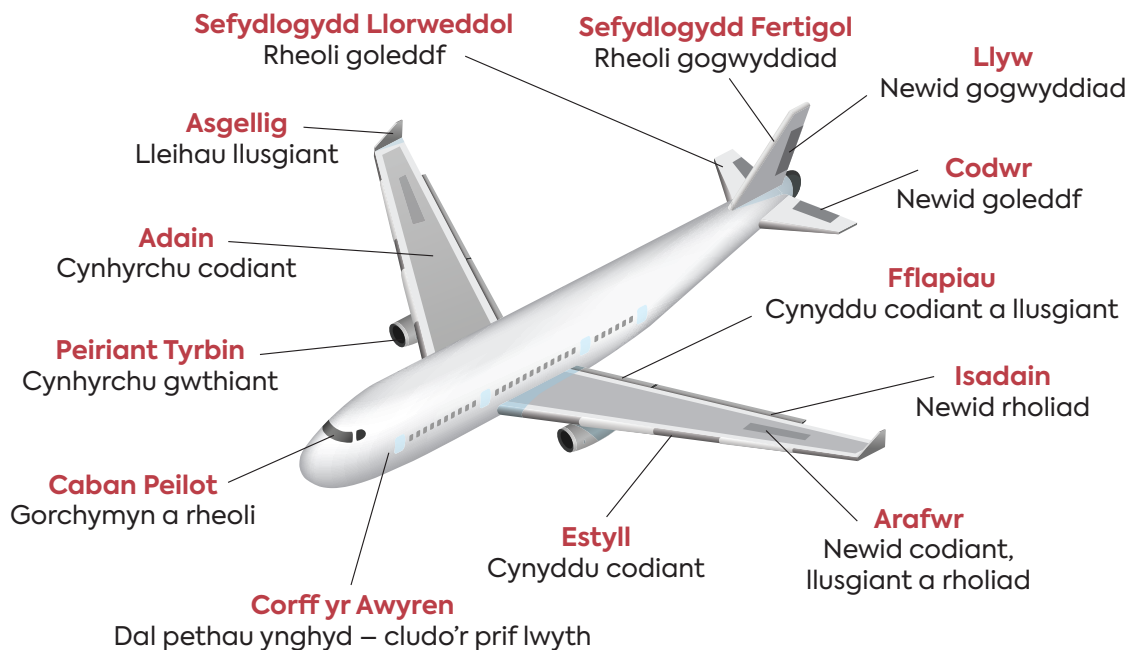 Sefydlogydd Llorweddol
Rheoli goleddf
Sefydlogydd Fertigol
Rheoli gogwyddiad
Llyw
Newid gogwyddiad
Asgellig
Lleihau llusgiant
Codwr
Newid goleddf
Adain
Cynhyrchu codiant
Fflapiau
Cynyddu codiant a llusgiant
Peiriant Tyrbin
Cynhyrchu gwthiant
Isadain
Newid rholiad
Caban Peilot
Gorchymyn a rheoli
Estyll
Cynyddu codiant
Arafwr
Newid codiant,
llusgiant a rholiad
Corff yr Awyren
Dal pethau ynghyd – cludo’r prif lwyth